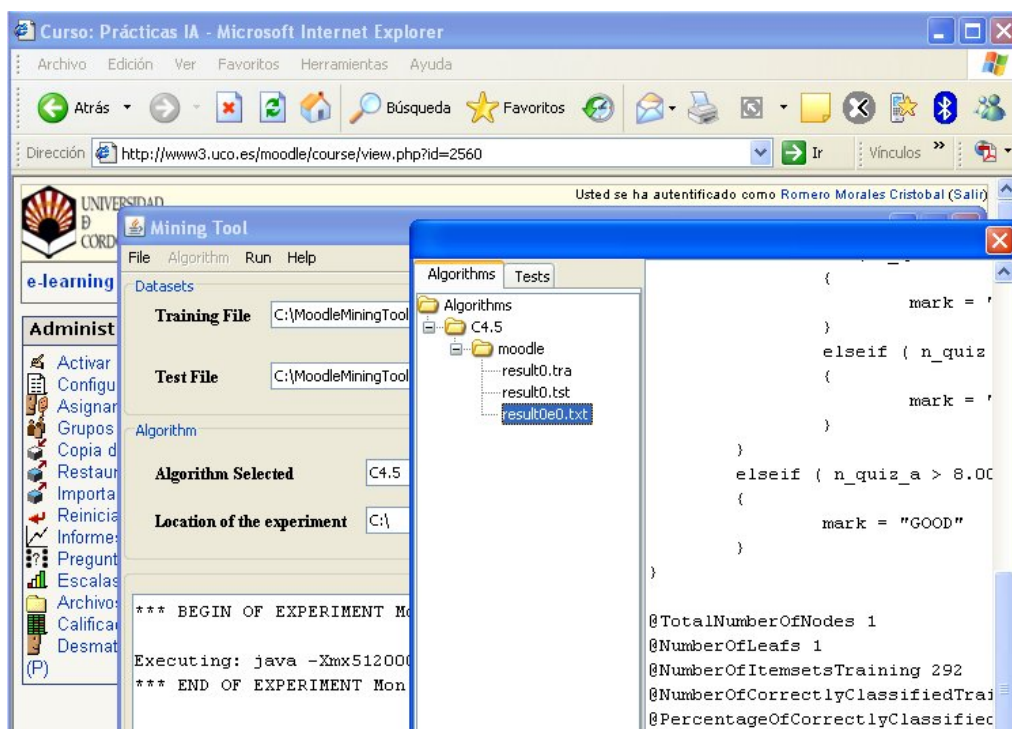 Curso: Prácticas IA - Microsoft Internet Explorer
Archivo Edición Ver Favoritos Herramientas Ayuda
Atrás Búsqueda Favoritos
Dirección http://www3.uco.es/moodle/course/view.php?id=2560 Ir Vínculos »
Usted se ha autentificado como Romero Morales Cristobal (Salir)
UNIVERSIDAD
D
CORD
e-learning
Administ
Activar
Configu
Asignar
Grupos
Copia d
Restaur
Importa
Reinicia
Informes
Pregunt
Escalas
Archivos
Califica
Desmat
(P)
Mining Tool
File Algorithm Run Help
Datasets
Training File C:\MoodleMiningTool
Test File C:\MoodleMiningTool
Algorithm
Algorithm Selected C4.5
Location of the experiment C:\
*** BEGIN OF EXPERIMENT Mo
Executing: java -Xmx512000
*** END OF EXPERIMENT Mon
Algorithms Tests
Algorithms
C4.5
moodle
result0.tra
result0.tst
result0e0.txt
{
mark = "
}
elseif ( n_quiz
{
mark = "
}
}
elseif ( n_quiz_a > 8.00
{
mark = "GOOD"
}
}
@TotalNumberOfNodes 1
@NumberOfLeafs 1
@NumberOfItemsetsTraining 292
@NumberOfCorrectlyClassifiedTrai
@PercentageOfCorrectlyClassified